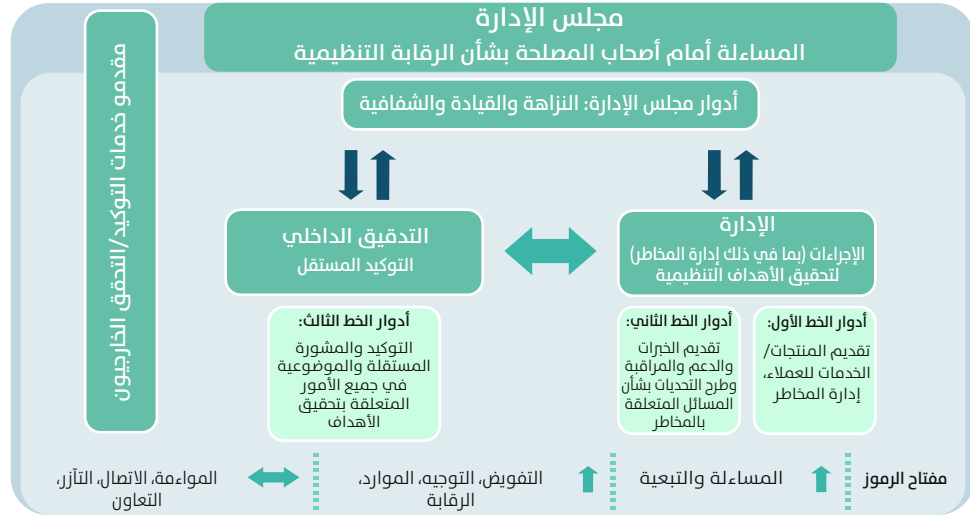 مجلس الإدارة
المساءلة أمام أصحاب المصلحة بشأن الرقابة التنظيمية
أدوار مجلس الإدارة: النزاهة والقيادة والشفافية
الإدارة
الإجراءات (بما في ذلك إدارة المخاطر)
لتحقيق الأهداف التنظيمية
أدوار الخط الأول:
تقديم المنتجات/
الخدمات للعملاء،
إدارة المخاطر
أدوار الخط الثاني:
تقديم الخبرات
والدعم والمراقبة
وطرح التحديات بشأن
المسائل المتعلقة
بالمخاطر
التدقيق الداخلي
التوكيد المستقل
أدوار الخط الثالث:
التوكيد والمشورة
المستقلة والموضوعية
في جميع الأمور
المتعلقة بتحقيق
الأهداف
مقدمو خدمات التوكيد/التحقق الخارجيون
مفتاح الرموز
المساءلة والتبعية
التفويض، التوجيه، الموارد،
الرقابة
المواءمة، الاتصال، التآزر،
التعاون